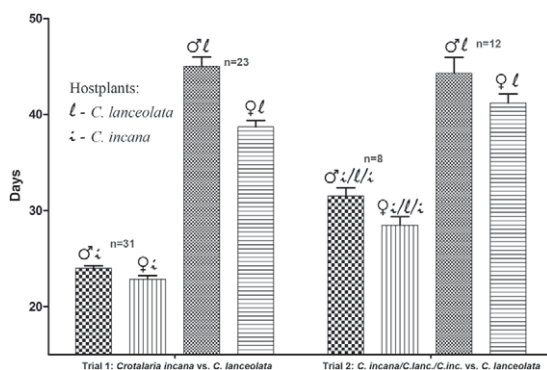 50
40
30
20
Days
Hostplants:
l - C. lanceolata
i - C. incana
♂i n=31
♀i
♂l n=23
♀l
♂i/l/i n=8
♀i/l/i
♂l n=12
♀l
Trial 1: Crotalaria incana vs. C. lanceolata
Trial 2: C. incana/C.lanc./C.inc. vs. C. lanceolata